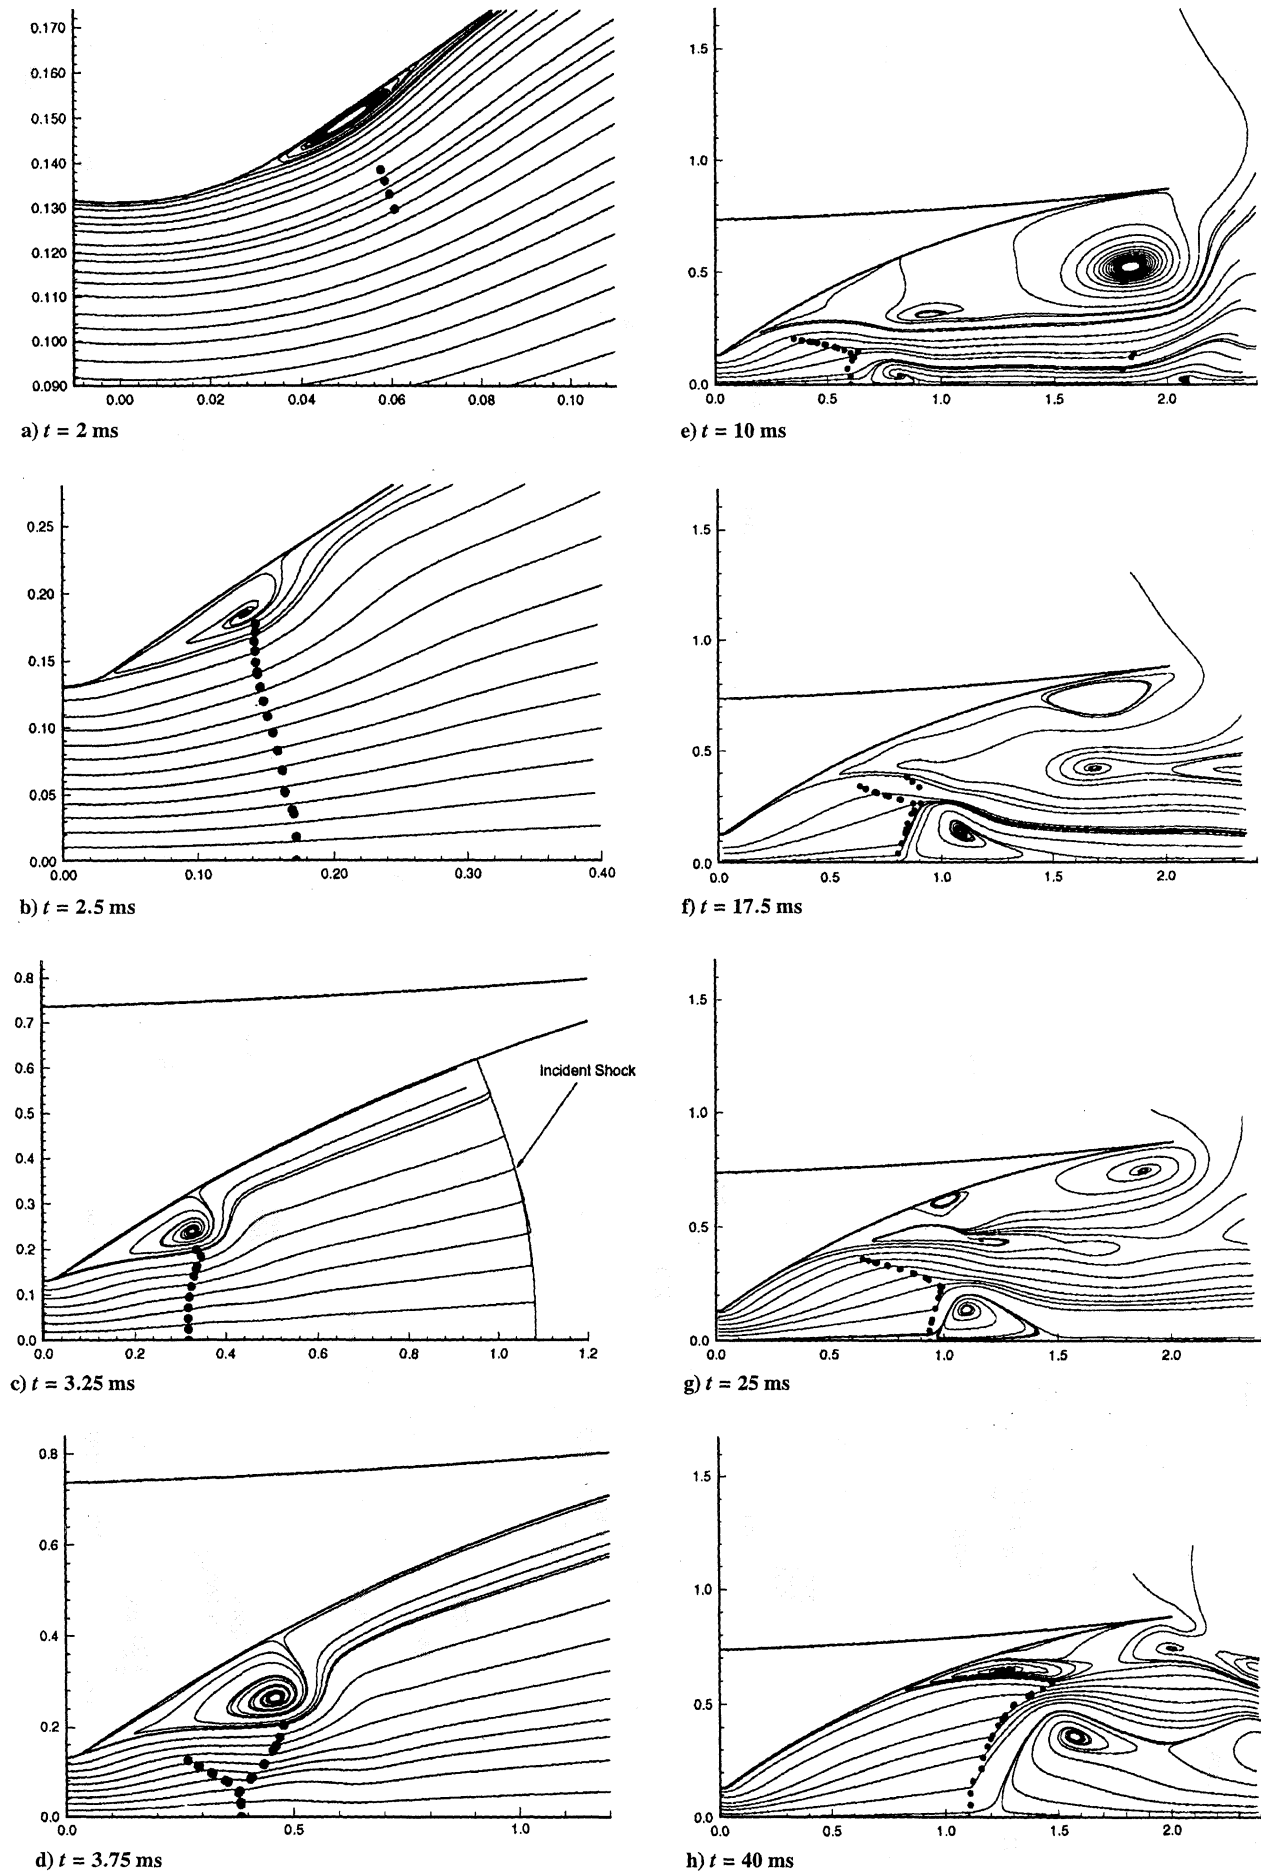 0.170
0.160
0.150
0.140
0.130
0.120
0.110
0.100
0.090
0.00 0.02 0.04 0.06 0.08 0.10
a) t = 2 ms
0.25
0.20
0.15
0.10
0.05
0.00
0.00 0.10 0.20 0.30 0.40
b) t = 2.5 ms
0.8
0.7
0.6
Incident Shock
0.5
0.4
0.3
0.2
0.1
0.0
0.0 0.2 0.4 0.6 0.8 1.0 1.2
c) t = 3.25 ms
0.8
0.6
0.4
0.2
0.0
0.0 0.5 1.0
d) t = 3.75 ms
1.5
1.0
0.5
0.0
0.0 0.5 1.0 1.5 2.0
e) t = 10 ms
1.5
1.0
0.5
0.0
0.0 0.5 1.0 1.5 2.0
f) t = 17.5 ms
1.5
1.0
0.5
0.0
0.0 0.5 1.0 1.5 2.0
g) t = 25 ms
1.5
1.0
0.5
0.0
0.0 0.5 1.0 1.5 2.0
h) t = 40 ms